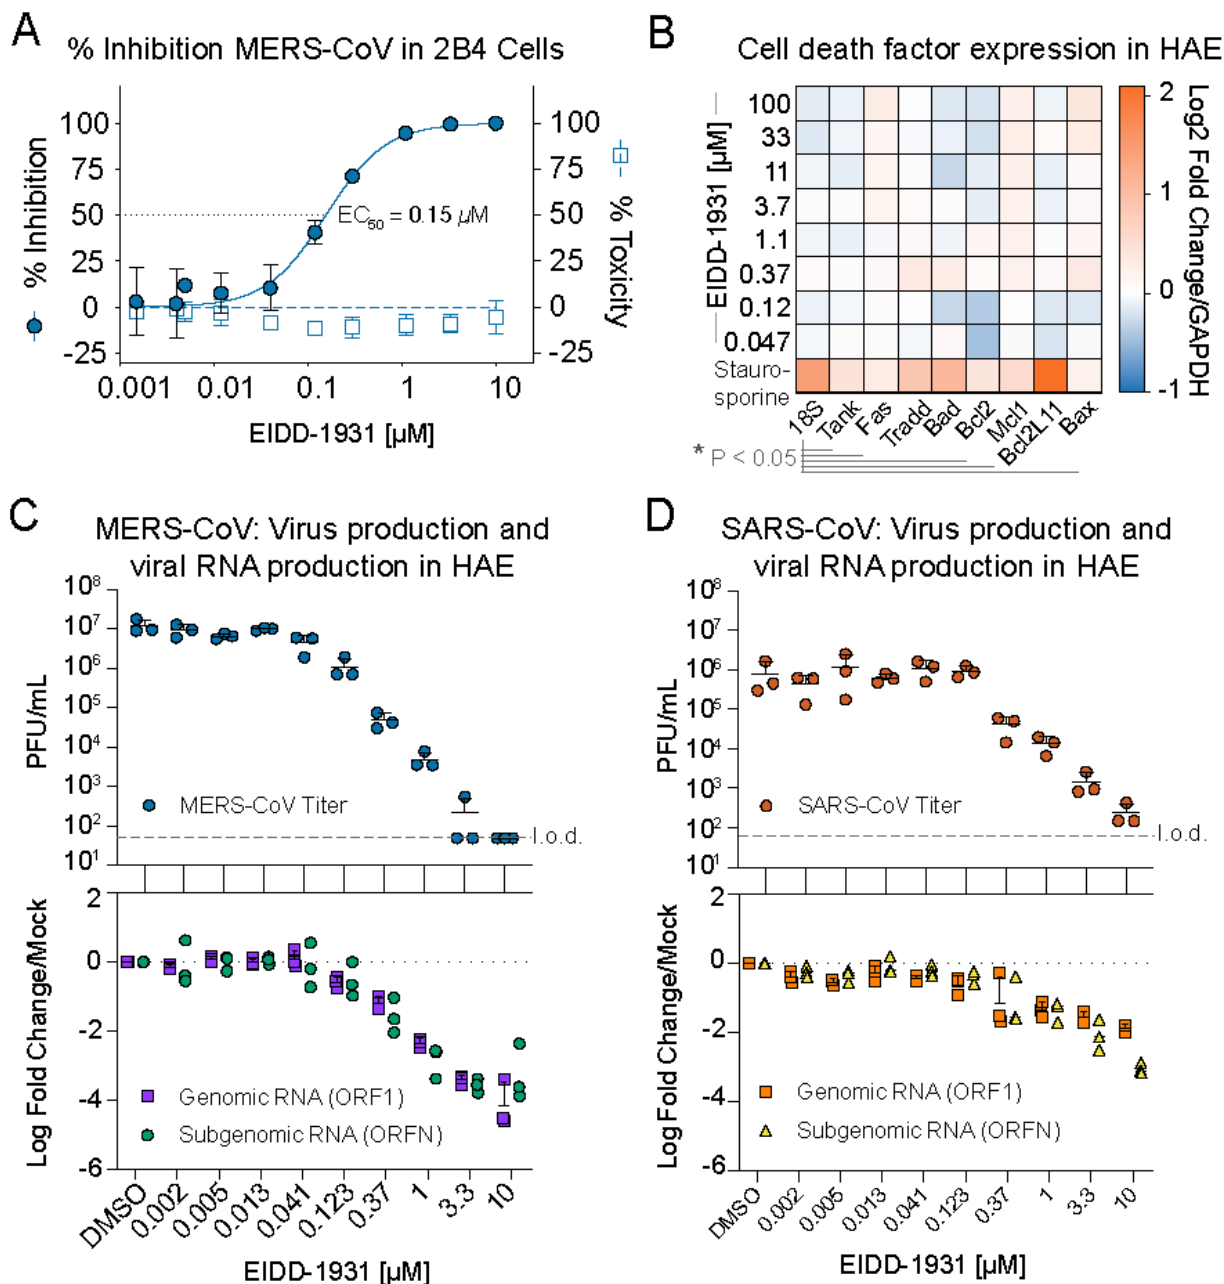 A
% Inhibition MERS-CoV in 2B4 Cells
% Inhibition
100
75
50
25
0
-25
100
75
50
25
0
-25
% Toxicity
EC50 = 0.15 µM
0.001 0.01 0.1 1 10
EIDD-1931 [µM]
B
Cell death factor expression in HAE
EIDD-1931 [µM]
100
33
11
3.7
1.1
0.37
0.12
0.047
Stauro-
sporine
18S Tank Fas Tradd Bad Bcl2 Mcl1 Bcl2L11 Bax
* P < 0.05
2
1
0
-1
Log2 Fold Change/GAPDH
C
MERS-CoV: Virus production and
viral RNA production in HAE
PFU/mL
10^8
10^7
10^6
10^5
10^4
10^3
10^2
10^1
MERS-CoV Titer
l.o.d.
Log Fold Change/Mock
2
0
-2
-4
-6
Genomic RNA (ORF1)
Subgenomic RNA (ORFN)
DMSO 0.002 0.005 0.013 0.041 0.123 0.37 1 3.3 10
EIDD-1931 [µM]
D
SARS-CoV: Virus production and
viral RNA production in HAE
PFU/mL
10^8
10^7
10^6
10^5
10^4
10^3
10^2
10^1
SARS-CoV Titer
l.o.d.
Log Fold Change/Mock
2
0
-2
-4
-6
Genomic RNA (ORF1)
Subgenomic RNA (ORFN)
DMSO 0.002 0.005 0.013 0.041 0.123 0.37 1 3.3 10
EIDD-1931 [µM]